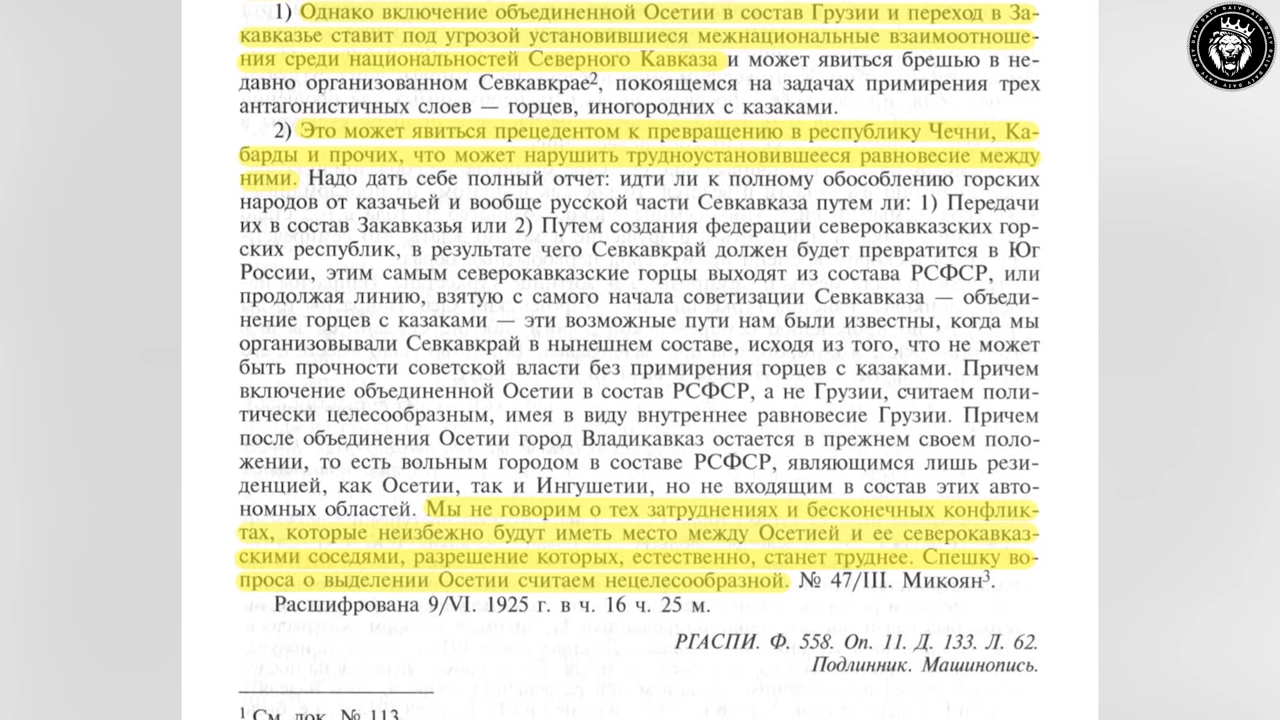 1) Однако включение объединенной Осетии в состав Грузии и переход в За-
кавказье ставит под угрозой установившиеся межнациональные взаимоотноше-
ния среди национальностей Северного Кавказа и может явиться брешью в не-
давно организованном Севкавкрае², покоящемся на задачах примирения трех
антагонистичных слоев — горцев, иногородних с казаками.
2) Это может явиться прецедентом к превращению в республику Чечни, Ка-
барды и прочих, что может нарушить трудноустановившееся равновесие между
ними. Надо дать себе полный отчет: идти ли к полному обособлению горских
народов от казачьей и вообще русской части Севкавказа путем ли: 1) Передачи
их в состав Закавказья или 2) Путем создания федерации северокавказских гор-
ских республик, в результате чего Севкавкрай должен будет превратится в Юг
России, этим самым северокавказские горцы выходят из состава РСФСР, или
продолжая линию, взятую с самого начала советизации Севкавказа — объеди-
нение горцев с казаками — эти возможные пути нам были известны, когда мы
организовывали Севкавкрай в нынешнем составе, исходя из того, что не может
быть прочности советской власти без примирения горцев с казаками. Причем
включение объединенной Осетии в состав РСФСР, а не Грузии, считаем поли-
тически целесообразным, имея в виду внутреннее равновесие Грузии. Причем
после объединения Осетии город Владикавказ остается в прежнем своем поло-
жении, то есть вольным городом в составе РСФСР, являющимся лишь рези-
денцией, как Осетии, так и Ингушетии, но не входящим в состав этих авто-
номных областей. Мы не говорим о тех затруднениях и бесконечных конфлик-
тах, которые неизбежно будут иметь место между Осетией и ее северокавказ-
скими соседями, разрешение которых, естественно, станет труднее. Спешку во-
проса о выделении Осетии считаем нецелесообразной. № 47/III. Микоян³.
Расшифрована 9/VI. 1925 г. в ч. 16 ч. 25 м.
РГАСПИ. Ф. 558. Оп. 11. Д. 133. Л. 62.
Подлинник. Машинопись.
¹ См. док. № 113.